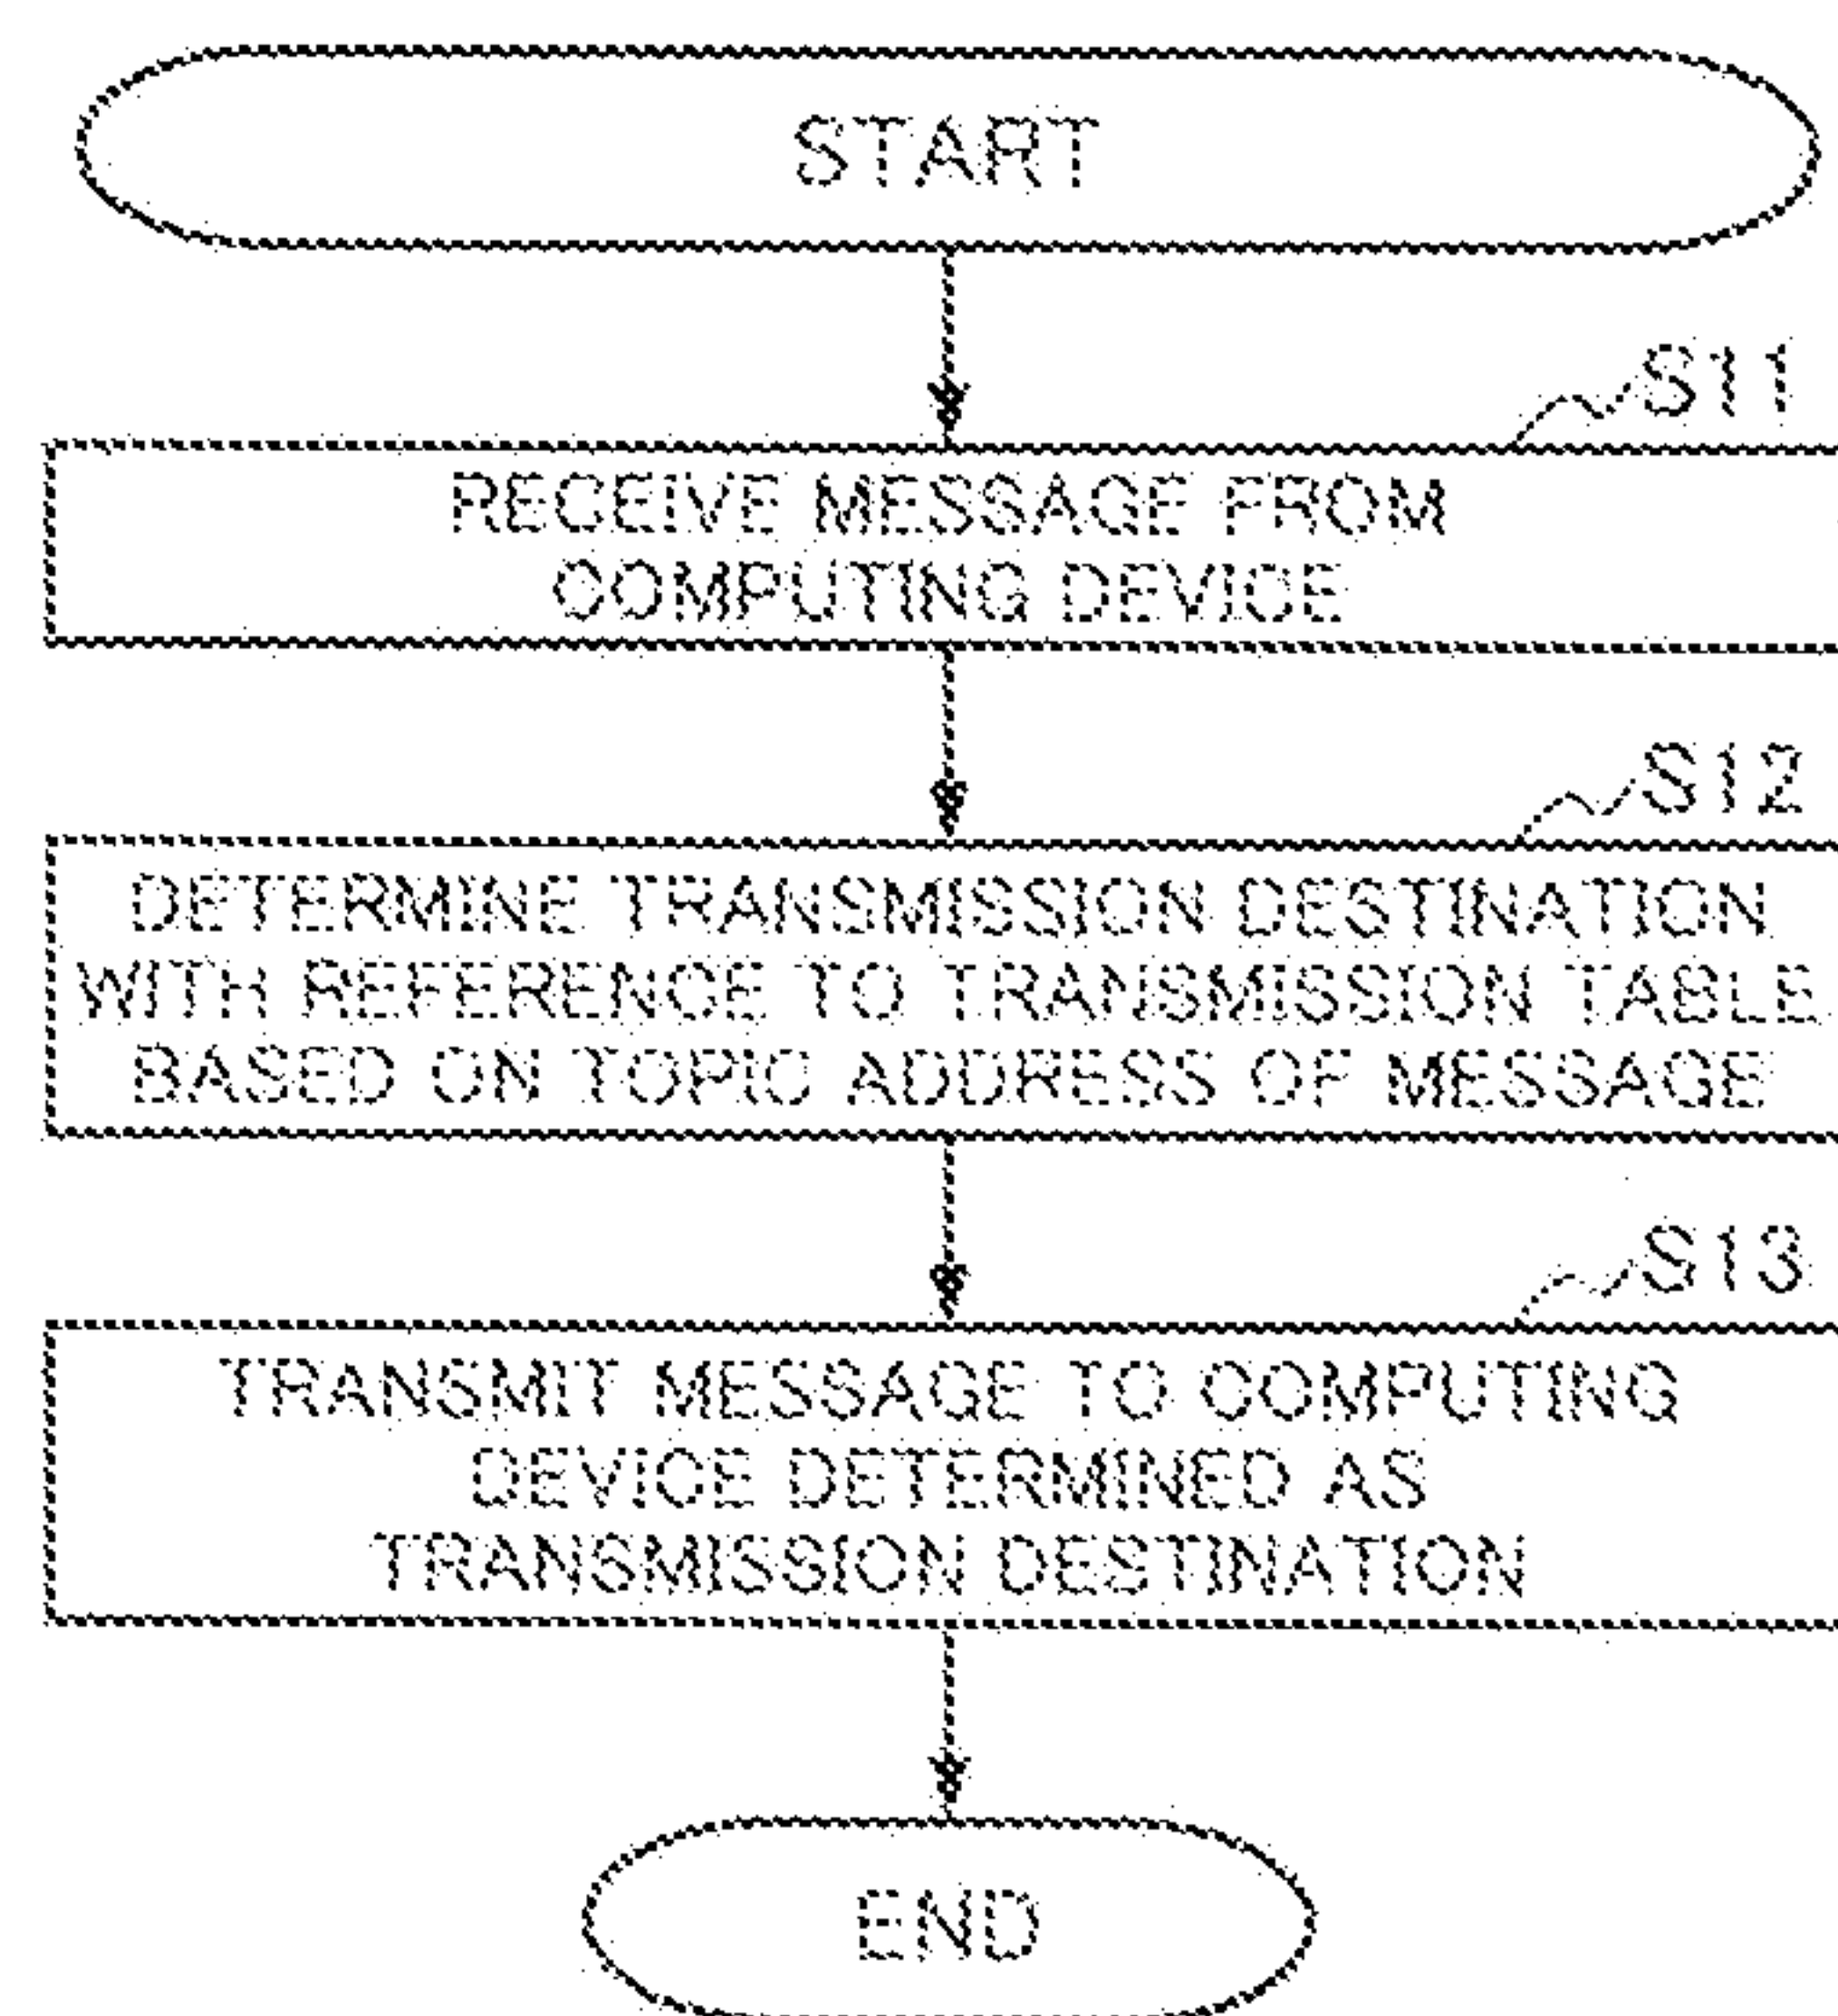 START
S11
RECEIVE MESSAGE FROM
COMPUTING DEVICE
S12
DETERMINE TRANSMISSION DESTINATION
WITH REFERENCE TO TRANSMISSION TABLE
BASED ON TOPIC ADDRESS OF MESSAGE
S13
TRANSMIT MESSAGE TO COMPUTING
DEVICE DETERMINED AS
TRANSMISSION DESTINATION
END